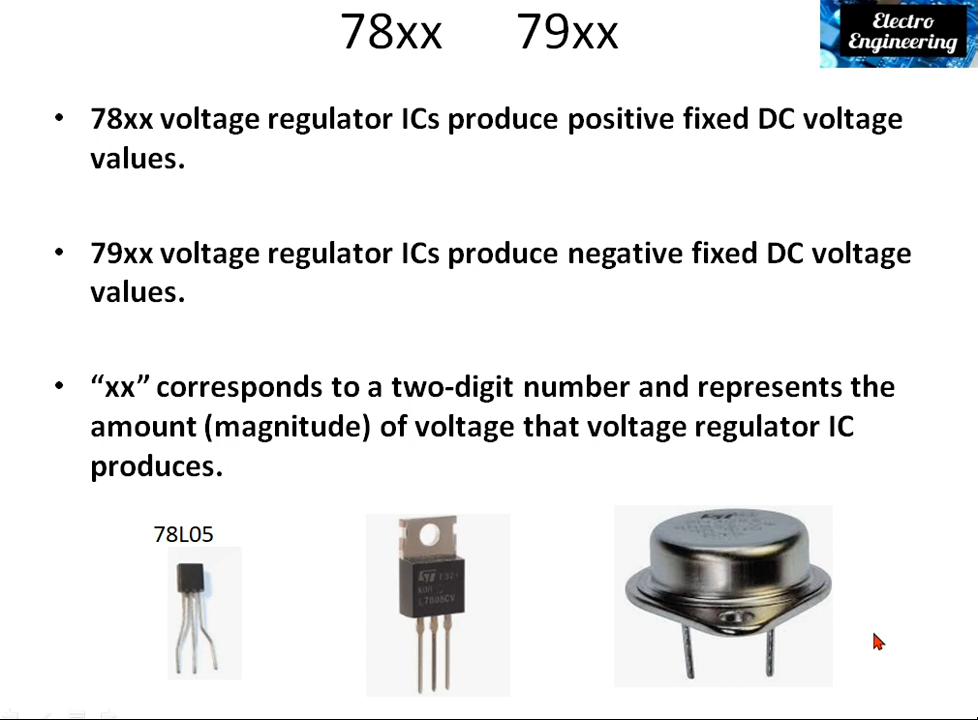 78xx 79xx
Electro
Engineering
• 78xx voltage regulator ICs produce positive fixed DC voltage
values.
• 79xx voltage regulator ICs produce negative fixed DC voltage
values.
• “xx” corresponds to a two-digit number and represents the
amount (magnitude) of voltage that voltage regulator IC
produces.
78L05
L7805CV